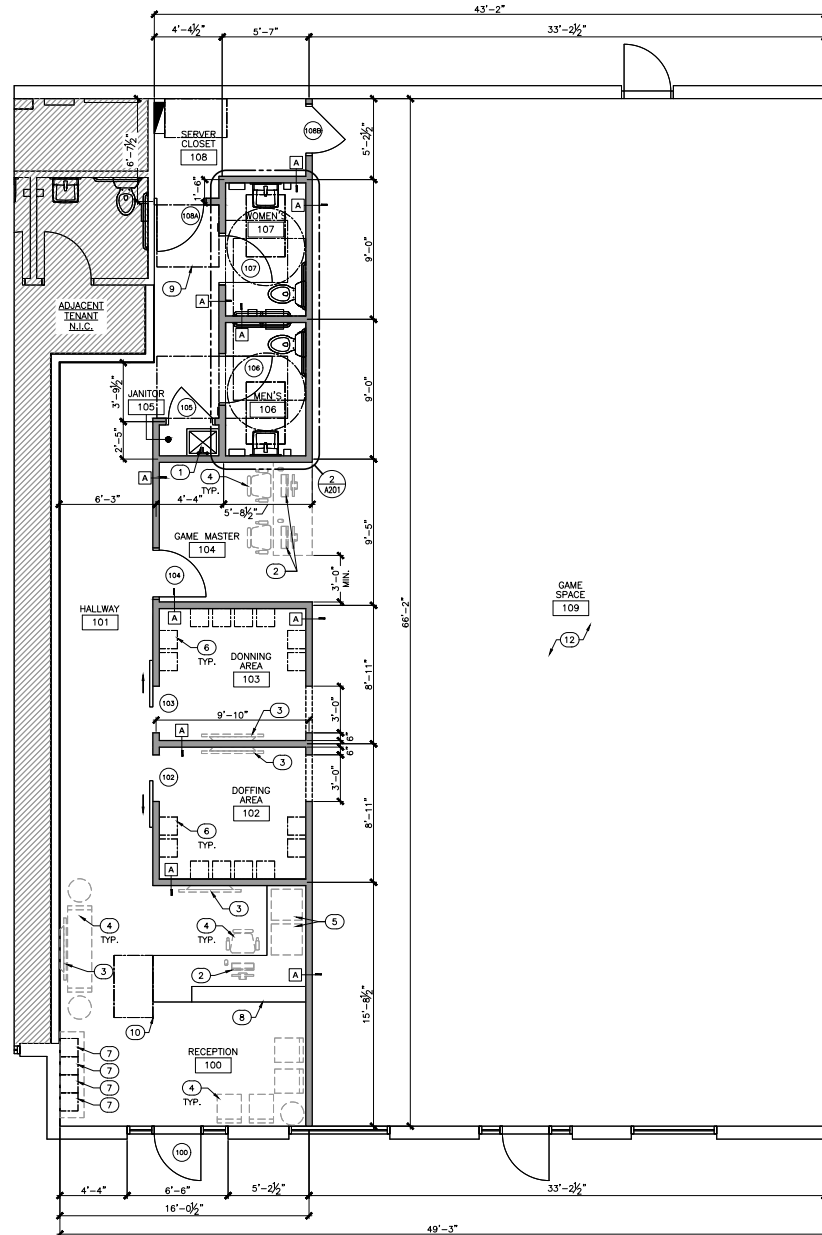 43'-2"
4'-4½"
5'-7"
33'-2½"
6'-7½"
SERVER
CLOSET
108
108B
5'-2½"
A
1'-6"
A
108A
WOMEN'S
107
107
9'-0"
9
A
A
ADJACENT
TENANT
N.I.C.
3'-9½"
106
JANITOR
105
105
MEN'S
106
9'-0"
2'-5"
A
1
4
TYP.
2
A201
6'-3"
4'-4"
5'-8½"
GAME MASTER
104
2
9'-5"
3'-0"
MIN.
104
HALLWAY
101
GAME
SPACE
109
12
66'-2"
A
A
6
TYP.
DONNING
AREA
103
8'-11"
103
9'-10"
3
3'-0"
A
6"
6"
3
102
3'-0"
DOFFING
AREA
102
8'-11"
6
TYP.
A
3
4
TYP.
4
TYP.
5
3
2
A
8
10
15'-8½"
RECEPTION
100
7
7
7
7
4
TYP.
100
4'-4"
6'-6"
5'-2½"
33'-2½"
16'-0½"
49'-3"